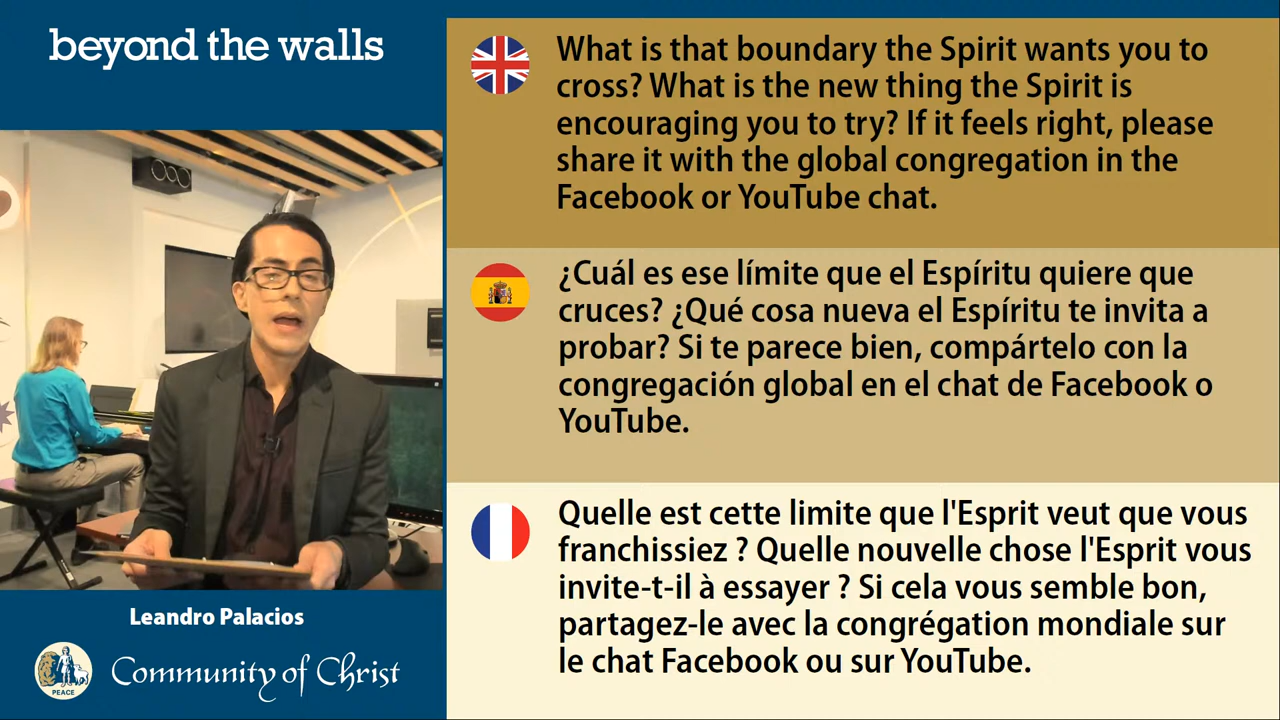 beyond the walls
What is that boundary the Spirit wants you to
cross? What is the new thing the Spirit is
encouraging you to try? If it feels right, please
share it with the global congregation in the
Facebook or YouTube chat.
¿Cuál es ese límite que el Espíritu quiere que
cruces? ¿Qué cosa nueva el Espíritu te invita a
probar? Si te parece bien, compártelo con la
congregación global en el chat de Facebook o
YouTube.
Quelle est cette limite que l'Esprit veut que vous
franchissiez ? Quelle nouvelle chose l'Esprit vous
invite-t-il à essayer ? Si cela vous semble bon,
partagez-le avec la congrégation mondiale sur
le chat Facebook ou sur YouTube.
Leandro Palacios
PEACE
Community of Christ